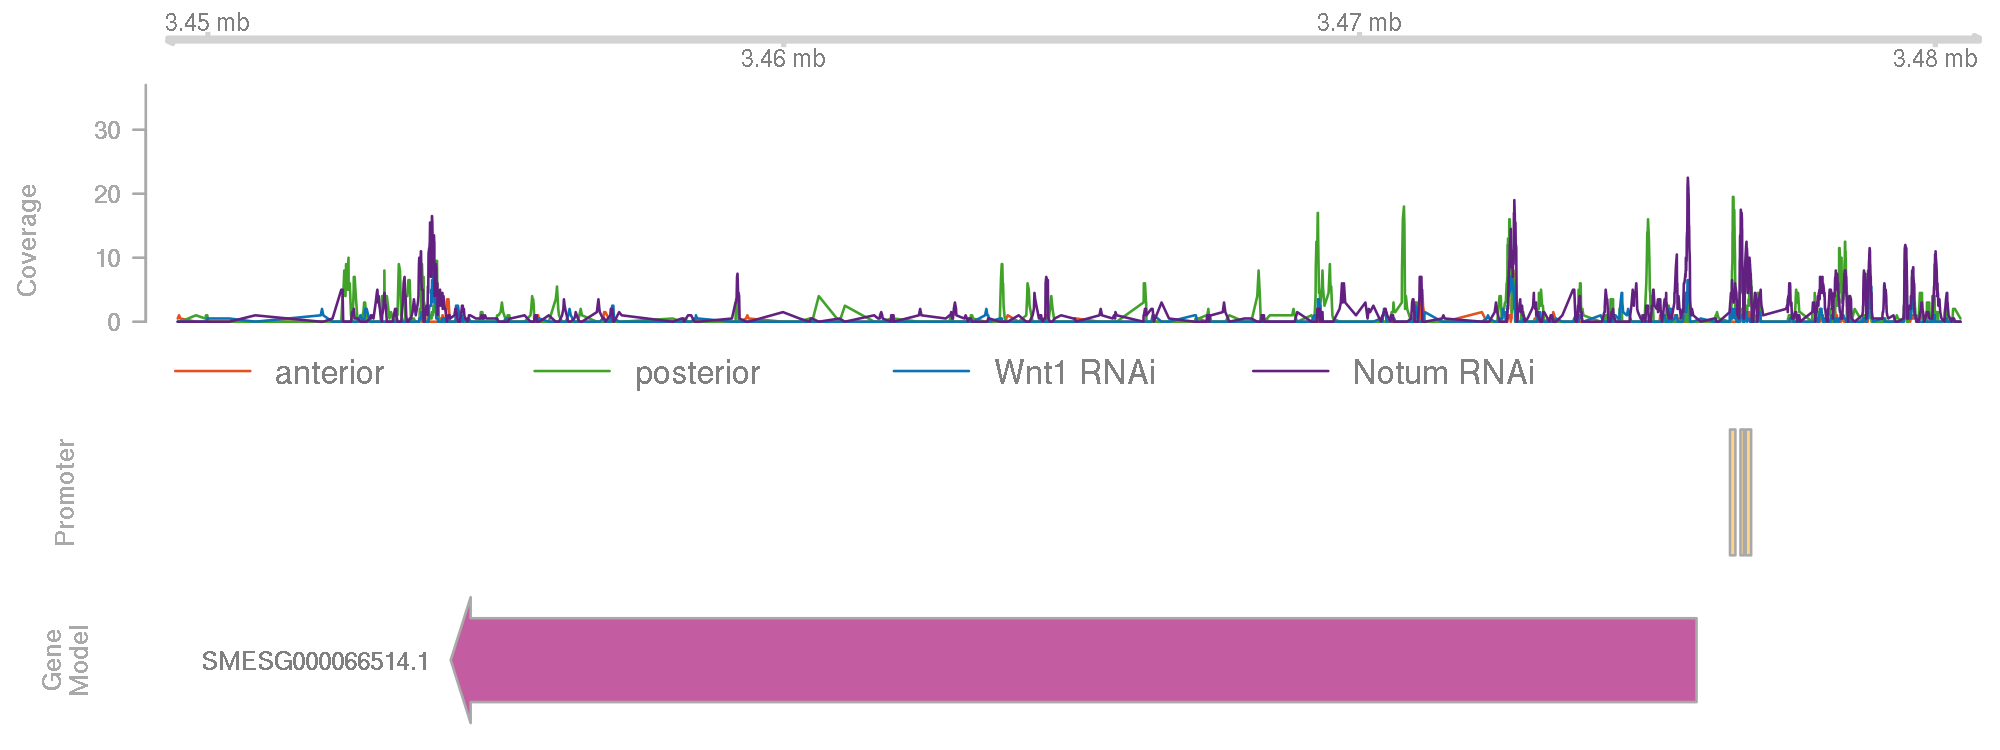 3.45 mb
3.47 mb
3.46 mb
3.48 mb
Coverage
30
20
10
0
anterior
posterior
Wnt1 RNAi
Notum RNAi
Promoter
Gene
Model
SMESG000066514.1